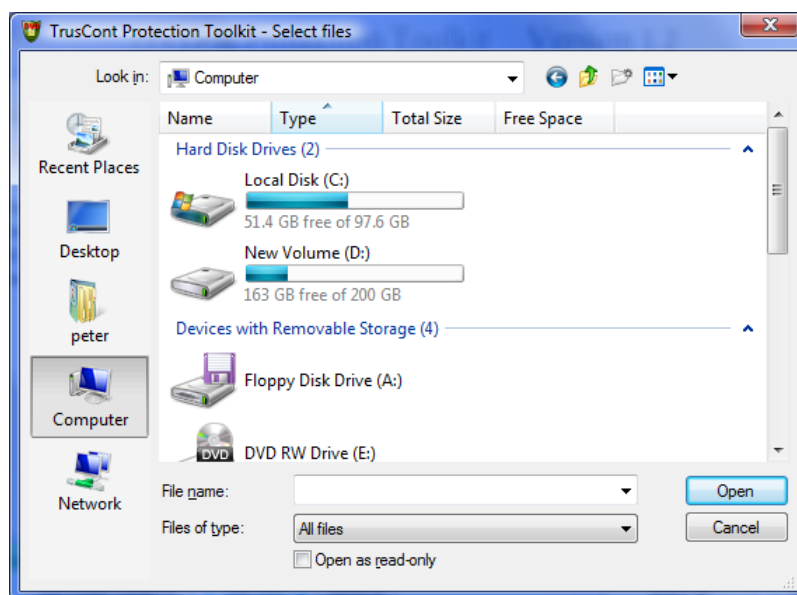 TrusCont Protection Toolkit - Select files
Look in: Computer
Name Type Total Size Free Space
Recent Places
Desktop
peter
Computer
Network
Hard Disk Drives (2)
Local Disk (C:)
51.4 GB free of 97.6 GB
New Volume (D:)
163 GB free of 200 GB
Devices with Removable Storage (4)
Floppy Disk Drive (A:)
DVD
DVD RW Drive (E:)
File name:
Open
Files of type: All files
Cancel
Open as read-only